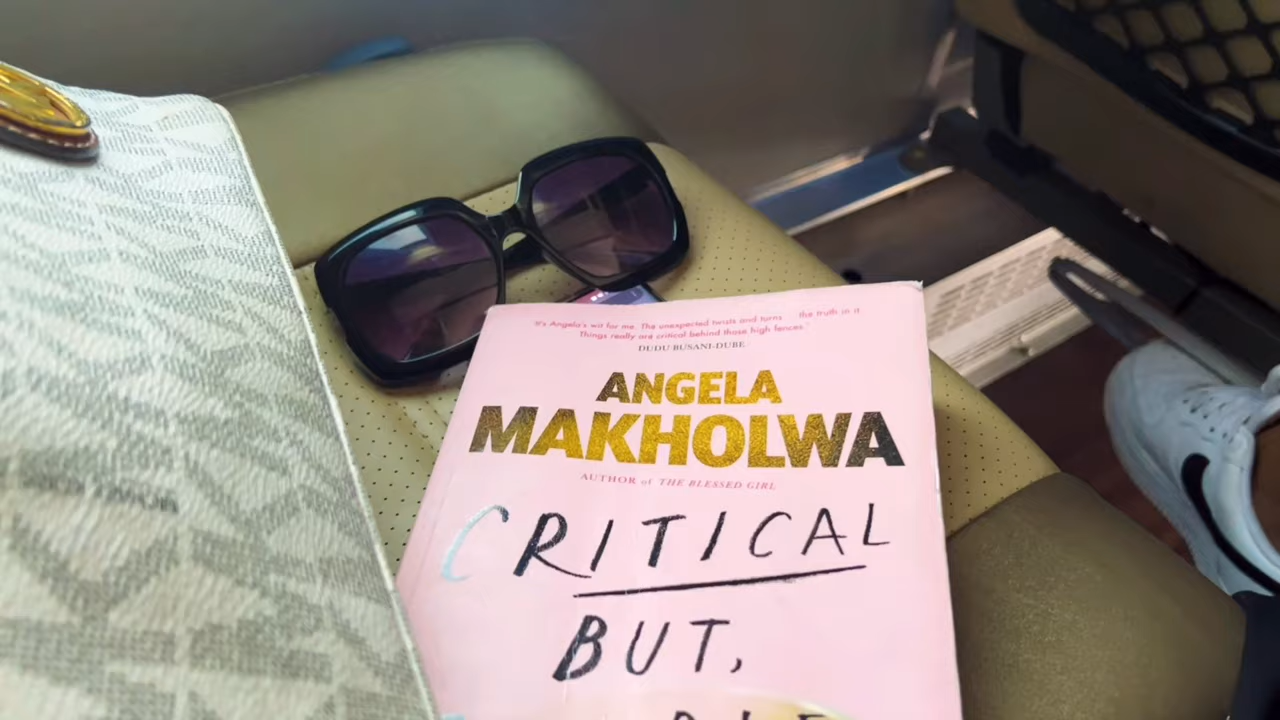 'It's Angela's wit for me. The unexpected twists and turns ... the truth in it.
Things really are critical behind those high fences.'
DUDU BUSANI-DUBE
ANGELA
MAKHOLWA
AUTHOR of THE BLESSED GIRL
CRITICAL
BUT,